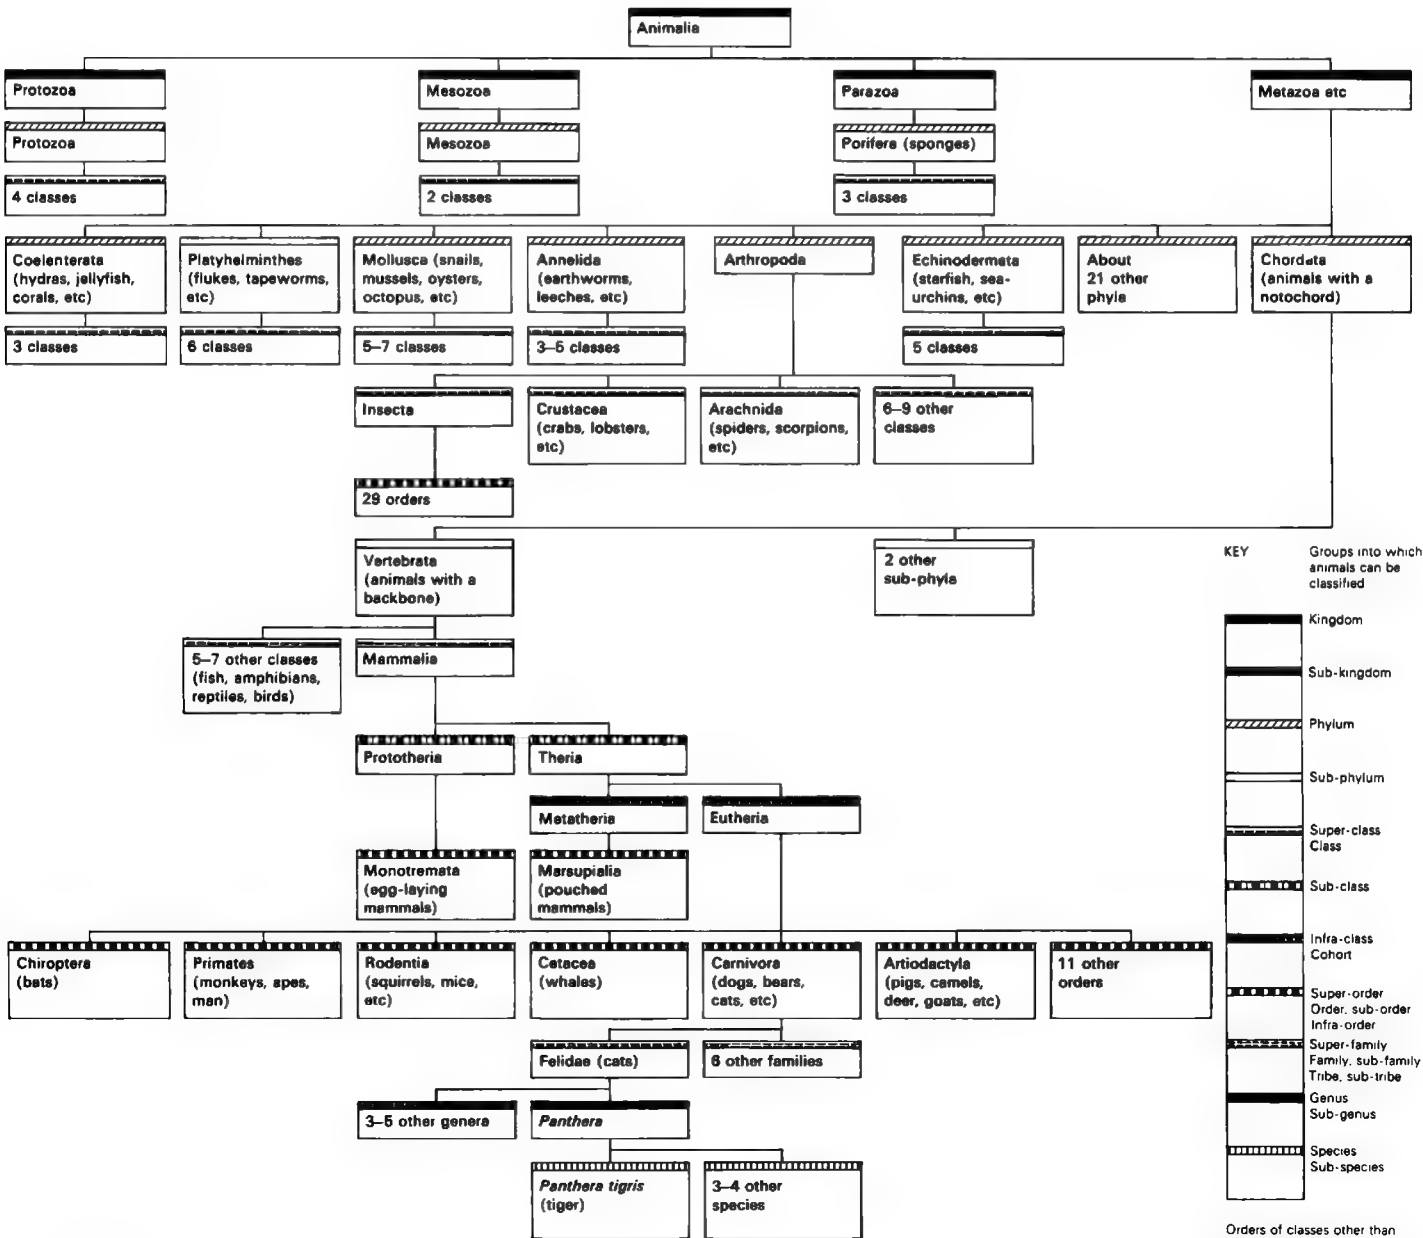 Animalia
Protozoa
Mesozoa
Parazoa
Metazoa etc
Protozoa
Mesozoa
Porifera (sponges)
4 classes
2 classes
3 classes
Coelenterata
(hydras, jellyfish,
corals, etc)
Platyhelminthes
(flukes, tapeworms,
etc)
Mollusca (snails,
mussels, oysters,
octopus, etc)
Annelida
(earthworms,
leeches, etc)
Arthropoda
Echinodermata
(starfish, sea-
urchins, etc)
About
21 other
phyla
Chordata
(animals with a
notochord)
3 classes
6 classes
5–7 classes
3–5 classes
5 classes
Insecta
Crustacea
(crabs, lobsters,
etc)
Arachnida
(spiders, scorpions,
etc)
6–9 other
classes
29 orders
Vertebrata
(animals with a
backbone)
2 other
sub-phyla
5–7 other classes
(fish, amphibians,
reptiles, birds)
Mammalia
Prototheria
Theria
Metatheria
Eutheria
Monotremata
(egg-laying
mammals)
Marsupialia
(pouched
mammals)
Chiroptera
(bats)
Primates
(monkeys, apes,
man)
Rodentia
(squirrels, mice,
etc)
Cetacea
(whales)
Carnivora
(dogs, bears,
cats, etc)
Artiodactyla
(pigs, camels,
deer, goats, etc)
11 other
orders
Felidae (cats)
6 other families
3–5 other genera
Panthera
Panthera tigris
(tiger)
3–4 other
species
KEY
Groups into which
animals can be
classified
Kingdom
Sub-kingdom
Phylum
Sub-phylum
Super-class
Class
Sub-class
Infra-class
Cohort
Super-order
Order, sub-order
Infra-order
Super-family
Family, sub-family
Tribe, sub-tribe
Genus
Sub-genus
Species
Sub-species
Orders of classes other than